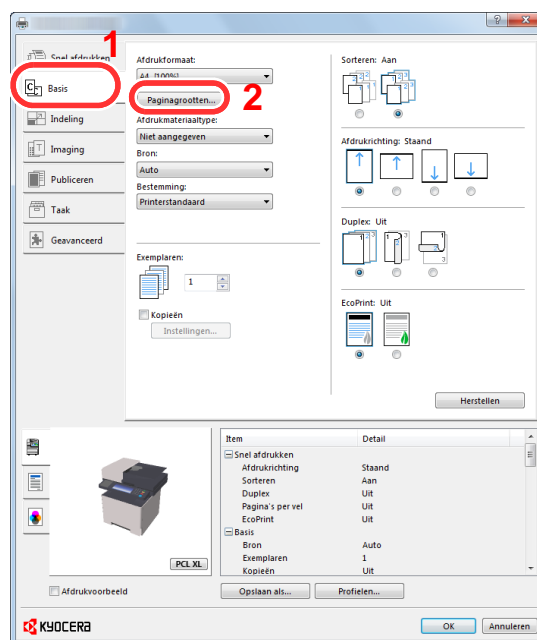 1
Snel afdrukken
Basis
Indeling
Imaging
Publiceren
Taak
Geavanceerd
Afdrukformaat:
A4 [100%]
Paginagrootten...
2
Afdrukmateriaaltype:
Niet aangegeven
Bron:
Auto
Bestemming:
Printerstandaard
Exemplaren:
1
Kopieën
Instellingen...
Sorteren: Aan
Afdrukrichting: Staand
Duplex: Uit
EcoPrint: Uit
Herstellen
PCL XL
Afdrukvoorbeeld
Item Detail
Snel afdrukken
Afdrukrichting Staand
Sorteren Aan
Duplex Uit
Pagina's per vel Uit
EcoPrint Uit
Basis
Bron Auto
Exemplaren 1
Kopieën Uit
Opslaan als... Profielen...
KYOCERA
OK Annuleren